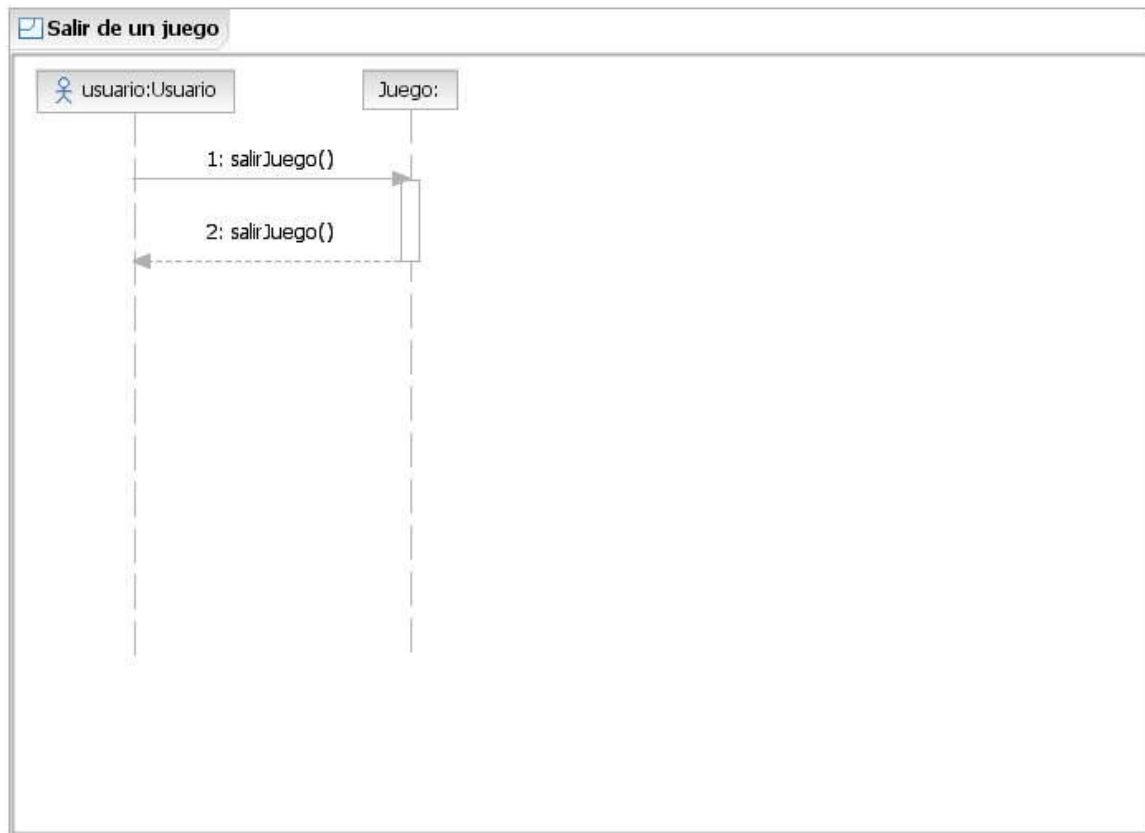 Salir de un juego
usuario:Usuario
Juego:
1: salirJuego()
2: salirJuego()